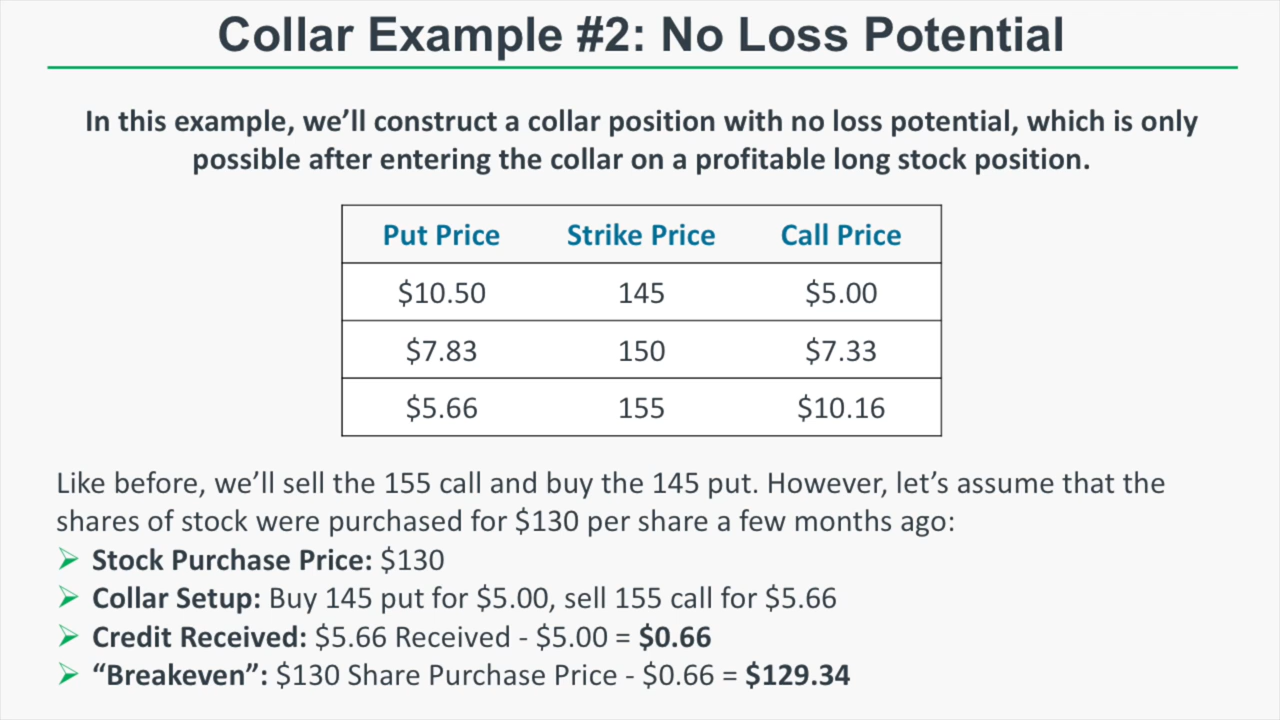 Collar Example #2: No Loss Potential
In this example, we’ll construct a collar position with no loss potential, which is only
possible after entering the collar on a profitable long stock position.
Put Price Strike Price Call Price
$10.50 145 $5.00
$7.83 150 $7.33
$5.66 155 $10.16
Like before, we’ll sell the 155 call and buy the 145 put. However, let’s assume that the
shares of stock were purchased for $130 per share a few months ago:
Stock Purchase Price: $130
Collar Setup: Buy 145 put for $5.00, sell 155 call for $5.66
Credit Received: $5.66 Received - $5.00 = $0.66
“Breakeven”: $130 Share Purchase Price - $0.66 = $129.34